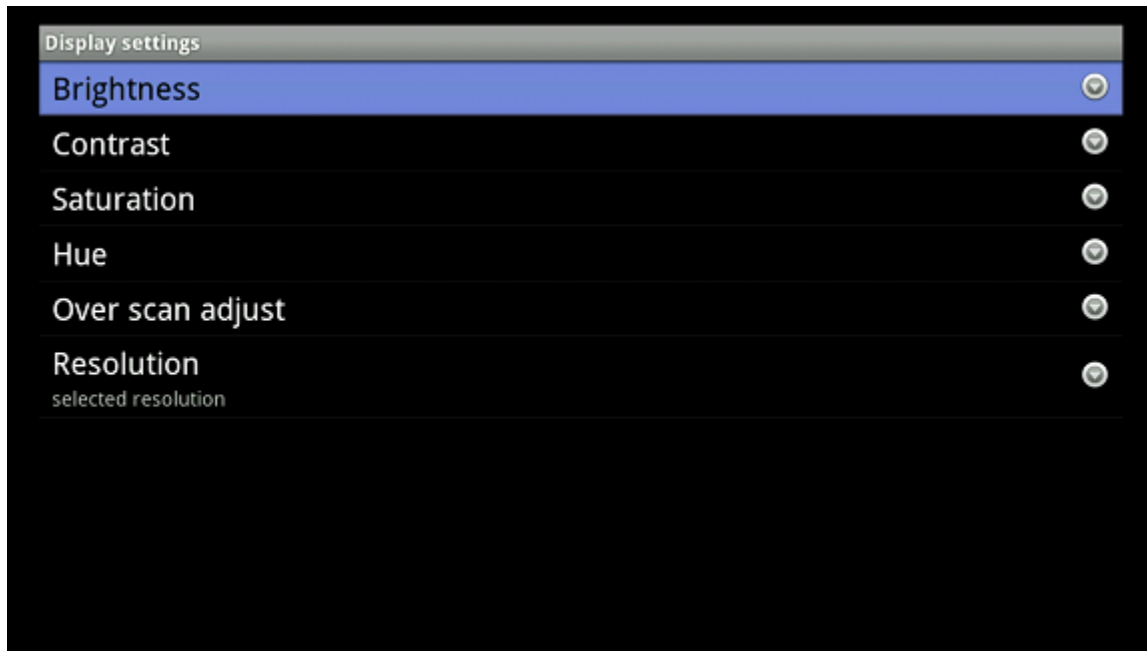 Display settings
Brightness
Contrast
Saturation
Hue
Over scan adjust
Resolution
selected resolution